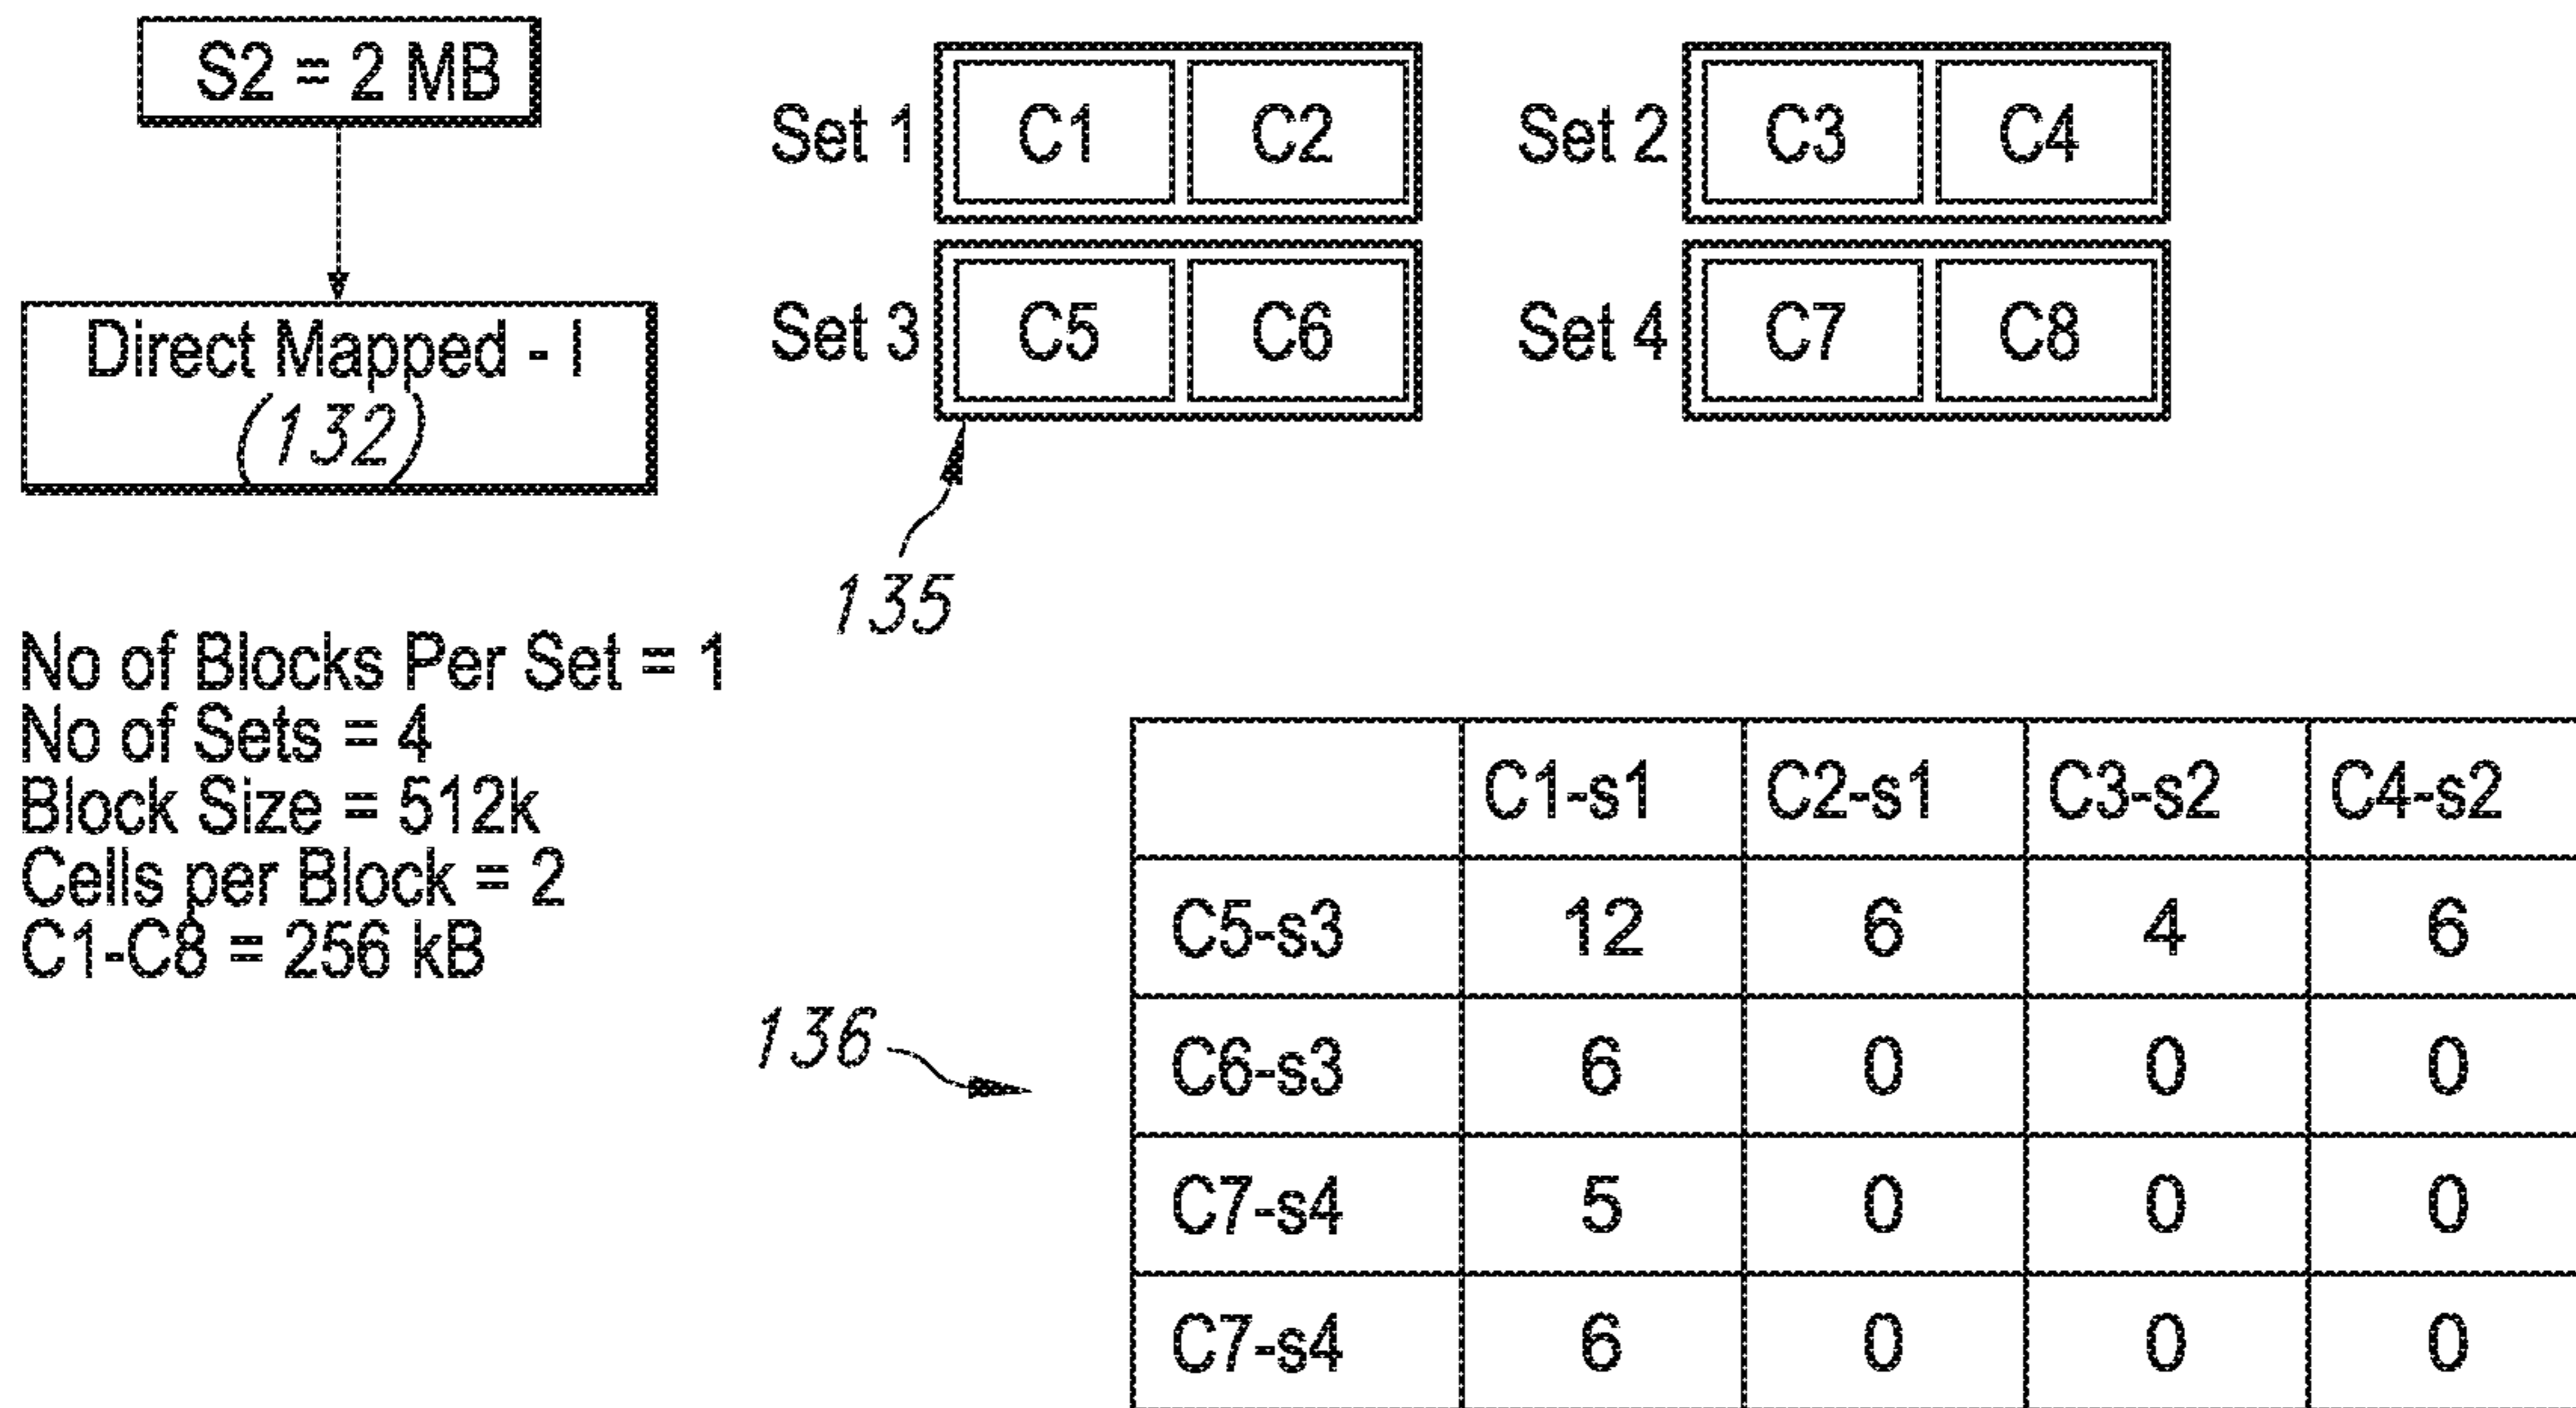 S2 = 2 MB
Direct Mapped - I
(132)
Set 1 C1 C2
Set 2 C3 C4
Set 3 C5 C6
Set 4 C7 C8
135
No of Blocks Per Set = 1
No of Sets = 4
Block Size = 512k
Cells per Block = 2
C1-C8 = 256 kB
136
C1-s1 C2-s1 C3-s2 C4-s2
C5-s3 12 6 4 6
C6-s3 6 0 0 0
C7-s4 5 0 0 0
C7-s4 6 0 0 0